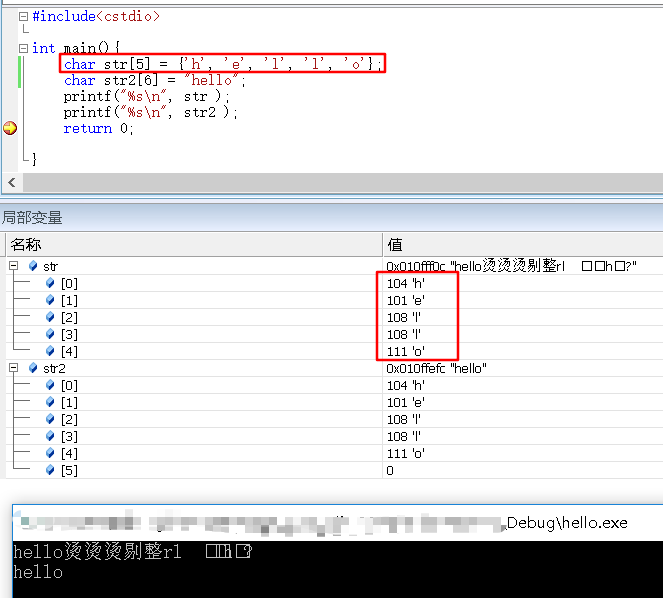 #include<cstdio>
int main(){
char str[5] = {'h', 'e', 'l', 'l', 'o'};
char str2[6] = "hello";
printf("%s\n", str );
printf("%s\n", str2 );
return 0;
}
局部变量
名称 值
str 0x010fff0c "hello烫烫烫剔整rl □□h□?"
[0] 104 'h'
[1] 101 'e'
[2] 108 'l'
[3] 108 'l'
[4] 111 'o'
str2 0x010ffefc "hello"
[0] 104 'h'
[1] 101 'e'
[2] 108 'l'
[3] 108 'l'
[4] 111 'o'
[5] 0
Debug\hello.exe
hello烫烫烫剔整rl □□h□?
hello